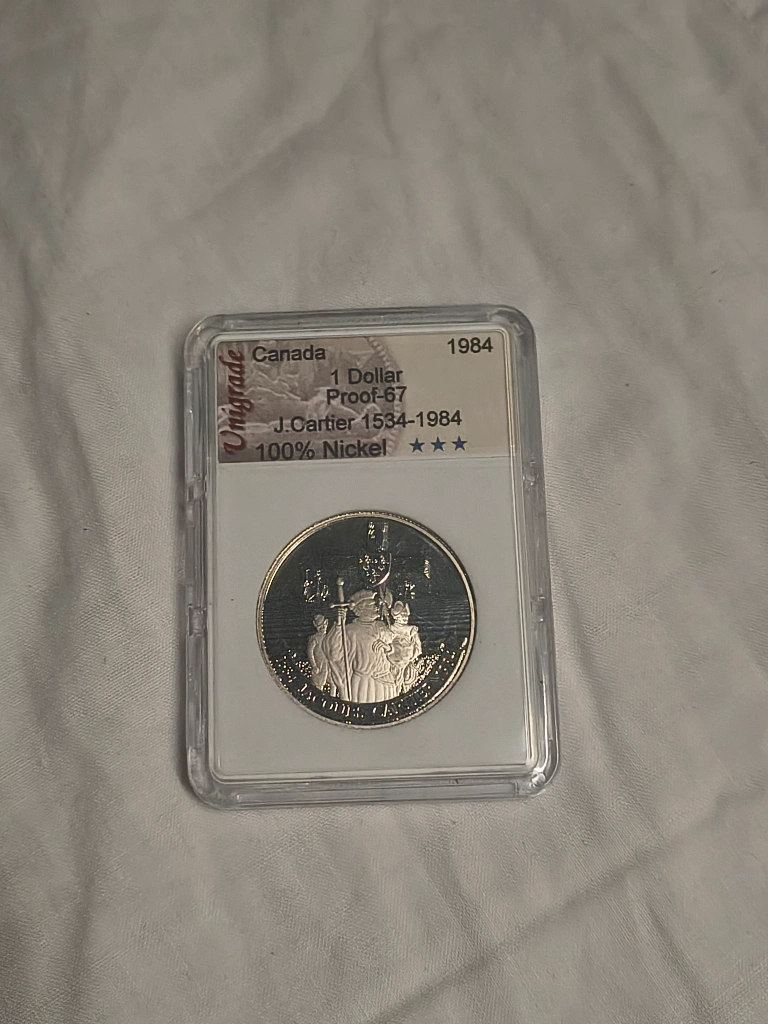 Unigrade
Canada 1984
1 Dollar
Proof-67
J.Cartier 1534-1984
100% Nickel ★★★